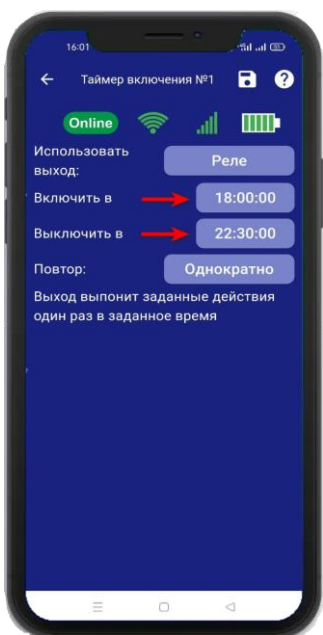 16:01
Таймер включения №1
Online
Использовать
выход:
Реле
Включить в
18:00:00
Выключить в
22:30:00
Повтор:
Однократно
Выход выпонит заданные действия
один раз в заданное время